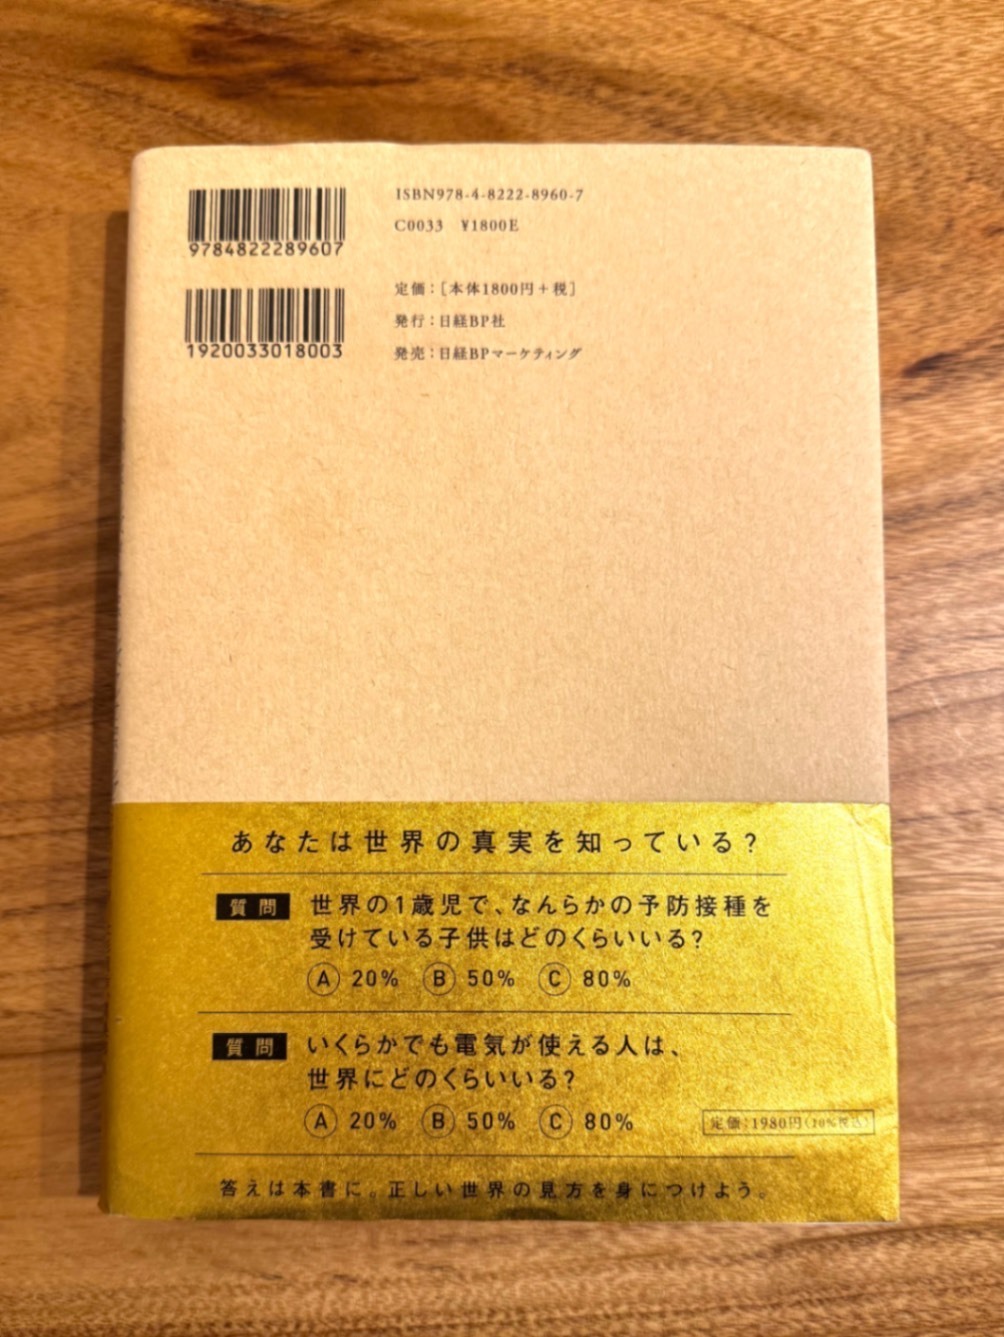 ISBN978-4-8222-8960-7
C0033 ¥1800E
9784822289607
定価：[本体1800円＋税]
発行：日経BP社
発売：日経BPマーケティング
1920033018003
あなたは世界の真実を知っている？
質問 世界の1歳児で、なんらかの予防接種を
受けている子供はどのくらいいる？
A 20% B 50% C 80%
質問 いくらかでも電気が使える人は、
世界にどのくらいいる？
A 20% B 50% C 80%
定価：1980円（10%税込）
答えは本書に。正しい世界の見方を身につけよう。